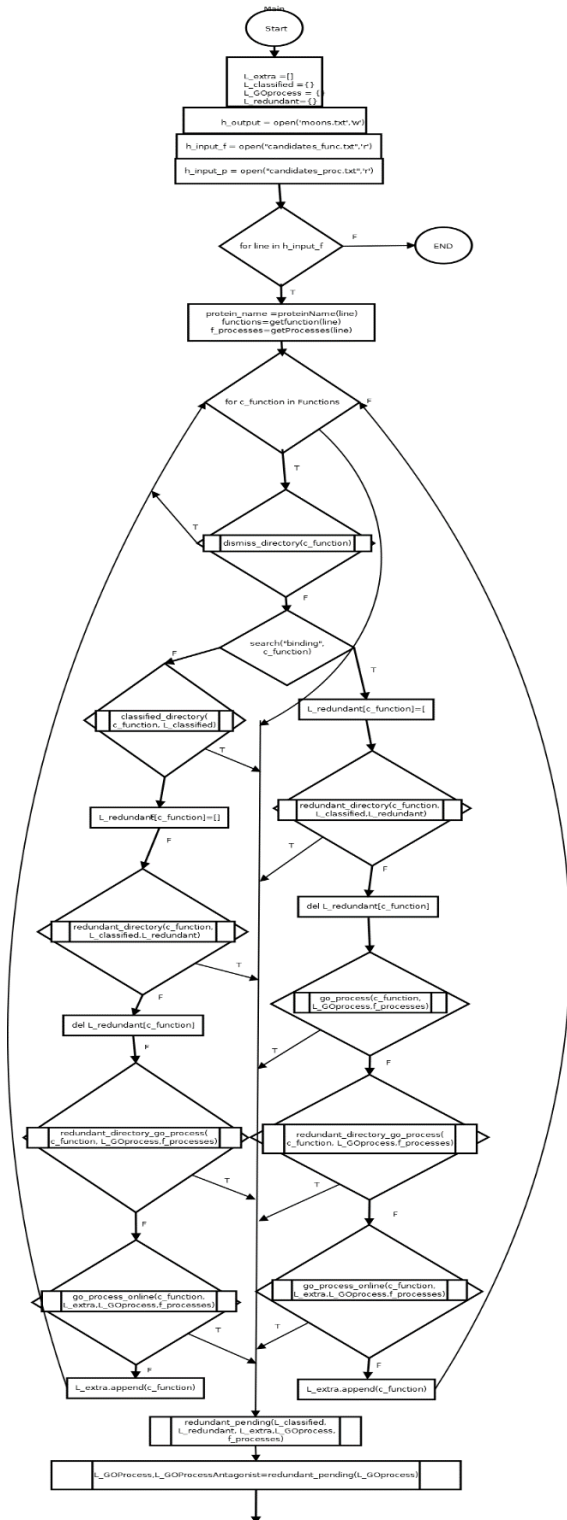 Main
Start
L_extra =[]
L_classified ={}
L_GOprocess = {}
L_redundant={}
h_output = open('moons.txt','w')
h_input_f = open("candidates_func.txt",'r')
h_input_p = open("candidates_proc.txt",'r')
for line in h_input_f
F
END
T
protein_name =proteinName(line)
functions=getfunction(line)
f_processes=getProcesses(line)
for c_function in Functions
F
T
T
dismiss_directory(c_function)
F
search("binding",
c_function)
F
T
classified_directory(
c_function, L_classified)
L_redundant[c_function]=[
T
redundant_directory(c_function,
L_classified,L_redundant)
L_redundant[c_function]=[]
F
F
T
F
redundant_directory(c_function,
L_classified,L_redundant)
del L_redundant[c_function]
T
F
go_process(c_function,
L_GOprocess,f_processes)
del L_redundant[c_function]
F
T
F
redundant_directory_go_process(
c_function, L_GOprocess,f_processes)
redundant_directory_go_process(
c_function, L_GOprocess,f_processes)
T
T
F
F
go_process_online(c_function,
L_extra,L_GOprocess,f_processes)
go_process_online(c_function,
L_extra,L_GOprocess,f_processes)
T
T
F
F
L_extra.append(c_function)
L_extra.append(c_function)
redundant_pending(L_classified,
L_redundant, L_extra,L_GOprocess,
f_processes)
L_GOProcess,L_GOProcessAntagonist=redundant_pending(L_GOprocess)